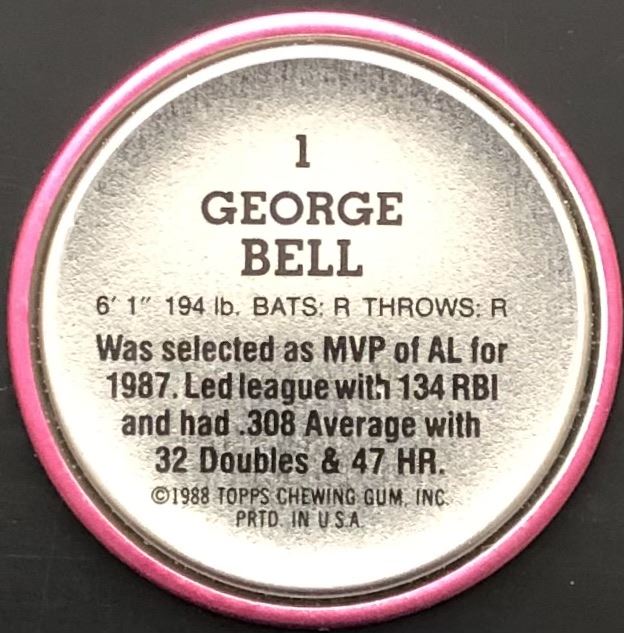 1
GEORGE
BELL
6' 1" 194 lb. BATS: R THROWS: R
Was selected as MVP of AL for
1987. Led league with 134 RBI
and had .308 Average with
32 Doubles & 47 HR.
©1988 TOPPS CHEWING GUM, INC.
PRTD. IN U.S.A.